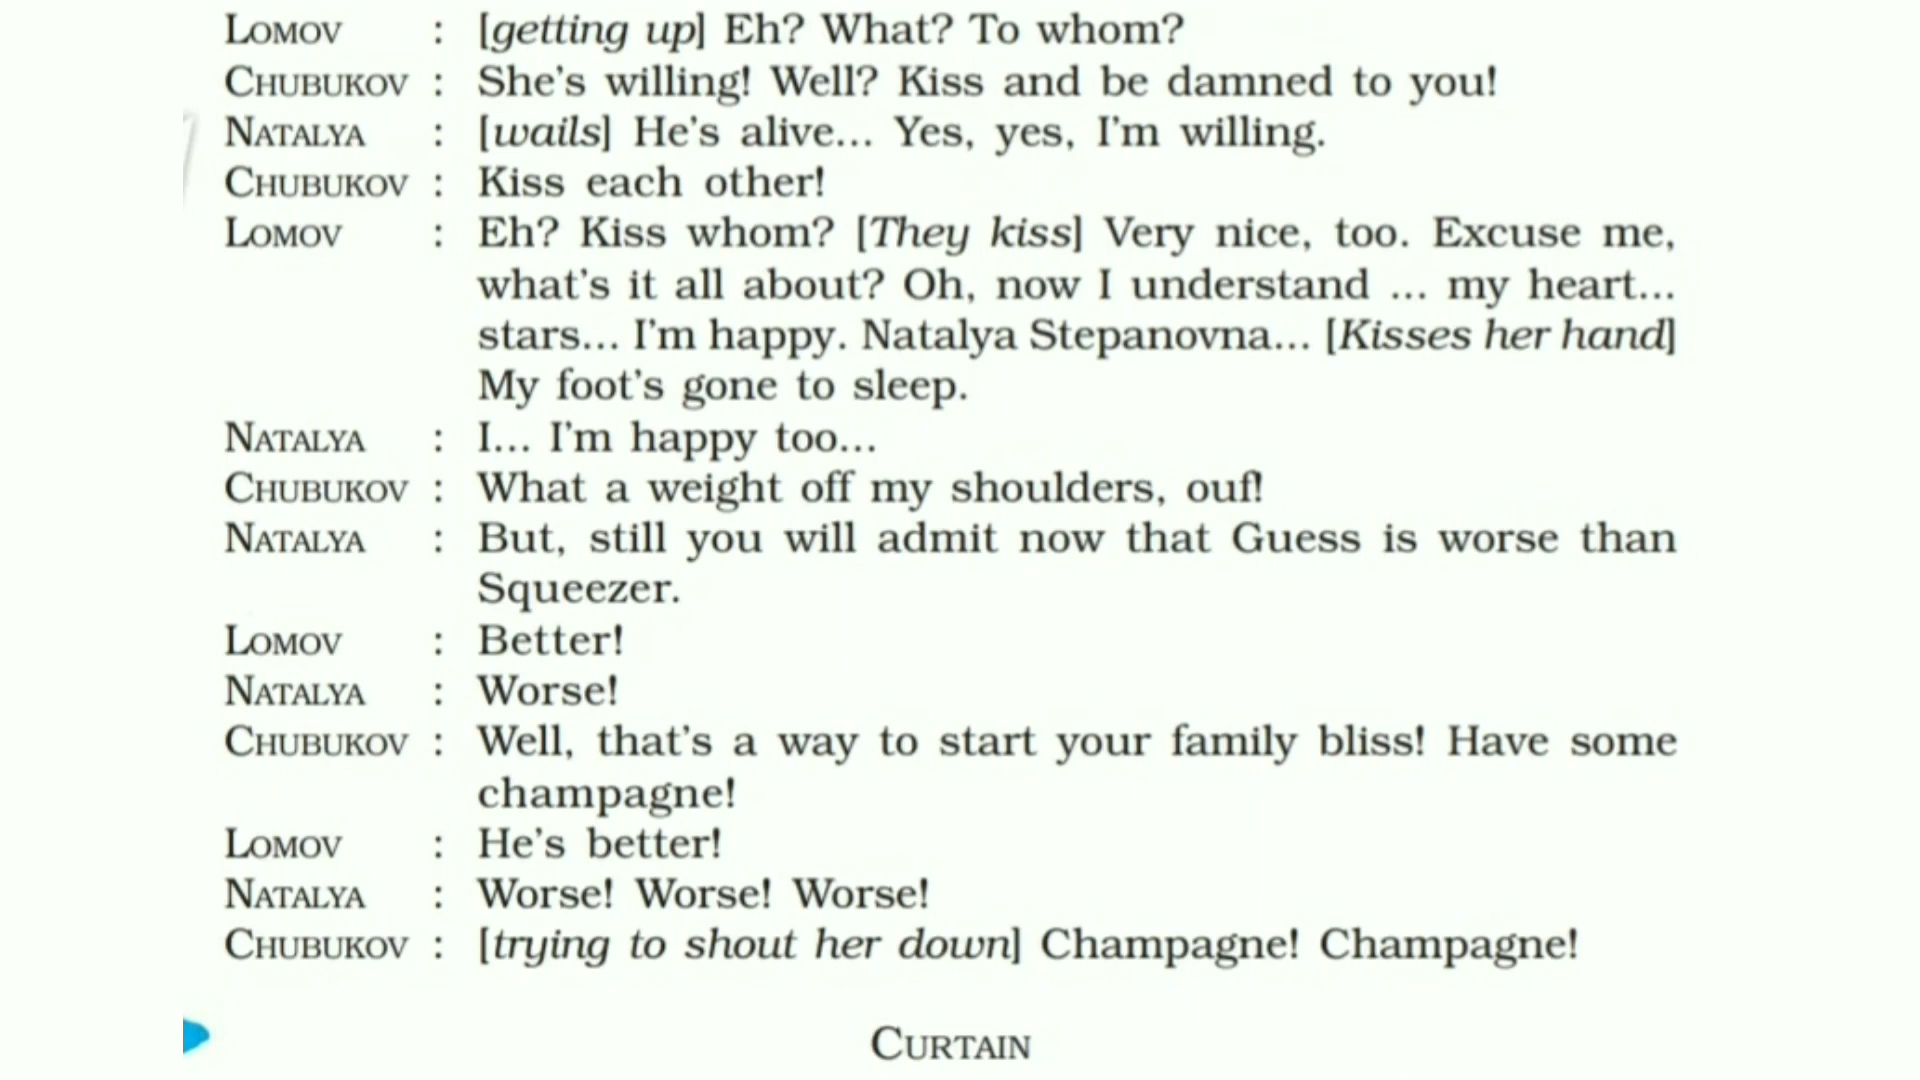 LOMOV : [getting up] Eh? What? To whom?
CHUBUKOV : She's willing! Well? Kiss and be damned to you!
NATALYA : [wails] He's alive... Yes, yes, I'm willing.
CHUBUKOV : Kiss each other!
LOMOV : Eh? Kiss whom? [They kiss] Very nice, too. Excuse me,
what's it all about? Oh, now I understand ... my heart...
stars... I'm happy. Natalya Stepanovna... [Kisses her hand]
My foot's gone to sleep.
NATALYA : I... I'm happy too...
CHUBUKOV : What a weight off my shoulders, ouf!
NATALYA : But, still you will admit now that Guess is worse than
Squeezer.
LOMOV : Better!
NATALYA : Worse!
CHUBUKOV : Well, that's a way to start your family bliss! Have some
champagne!
LOMOV : He's better!
NATALYA : Worse! Worse! Worse!
CHUBUKOV : [trying to shout her down] Champagne! Champagne!
CURTAIN